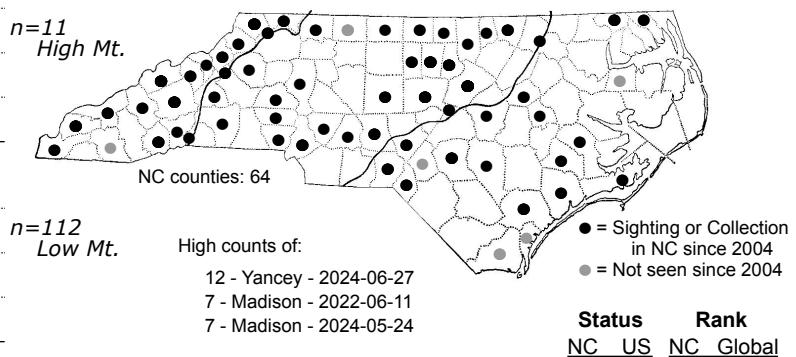 n=11
High Mt.
NC counties: 64
n=112
Low Mt.
High counts of:
12 - Yancey - 2024-06-27
7 - Madison - 2022-06-11
7 - Madison - 2024-05-24
= Sighting or Collection
in NC since 2004
= Not seen since 2004
Status Rank
NC US NC Global